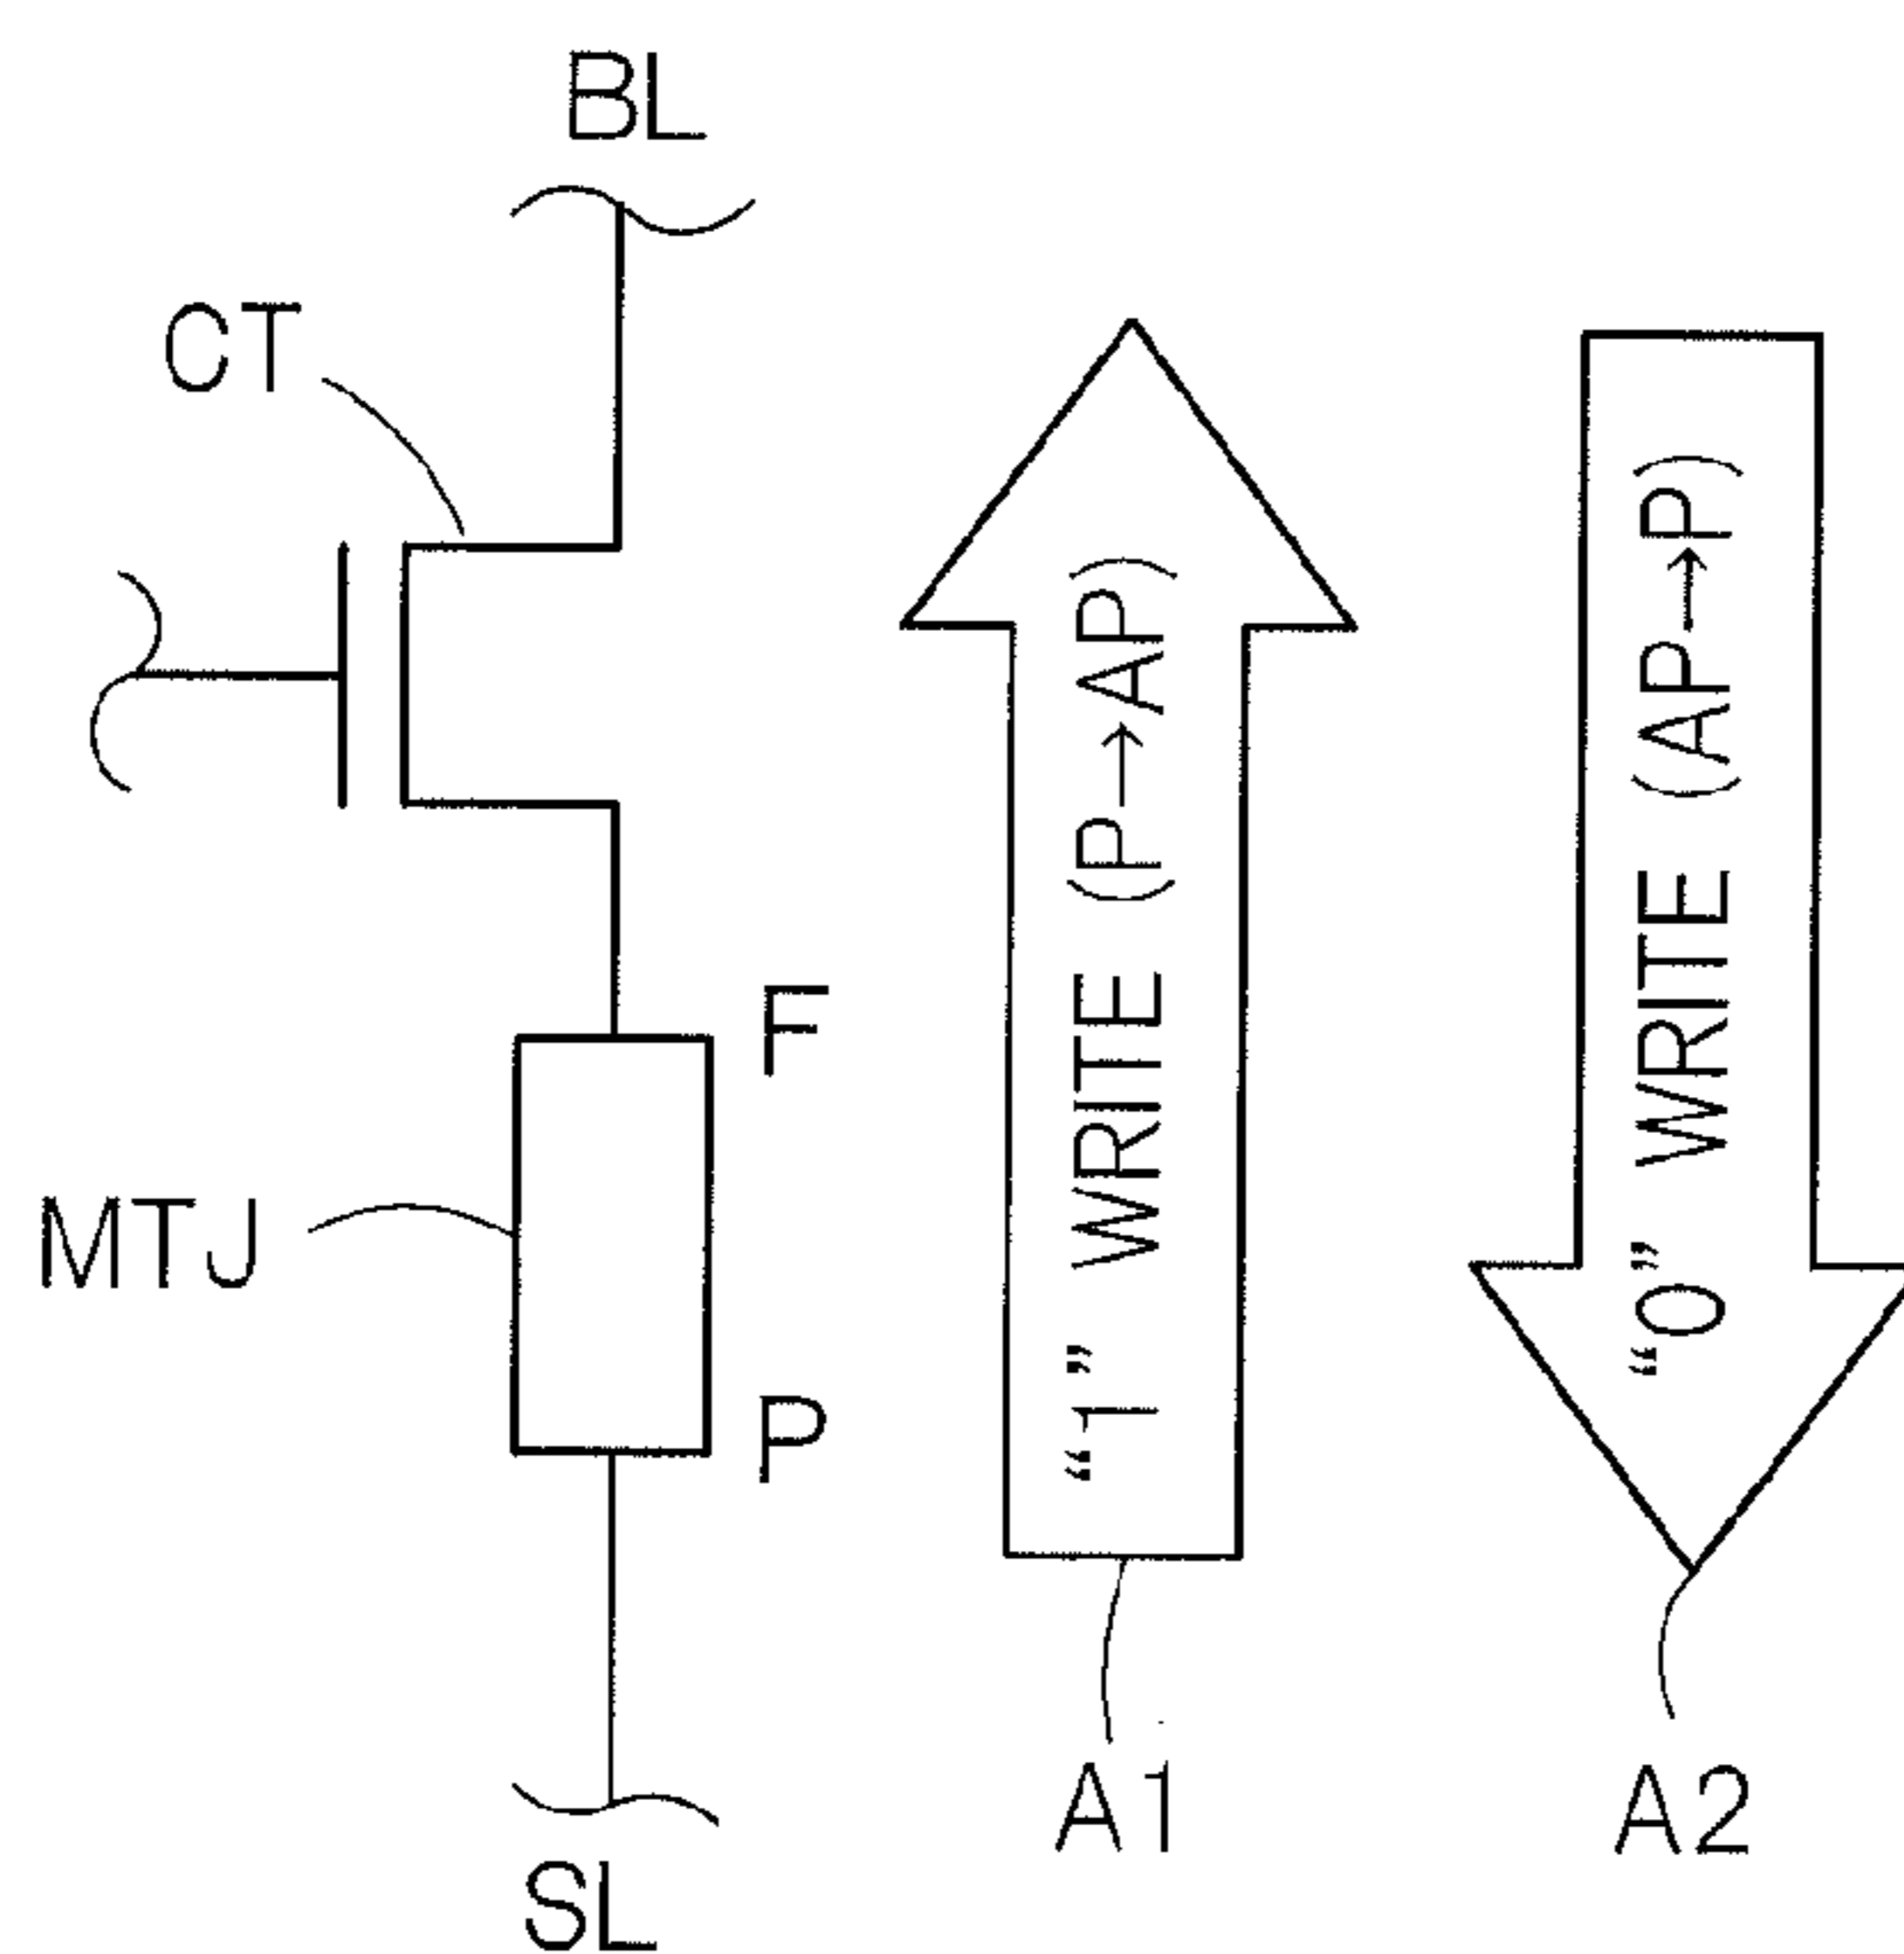 BL
CT
F
MTJ
P
SL
“1” WRITE (P→AP)
A1
“0” WRITE (AP→P)
A2